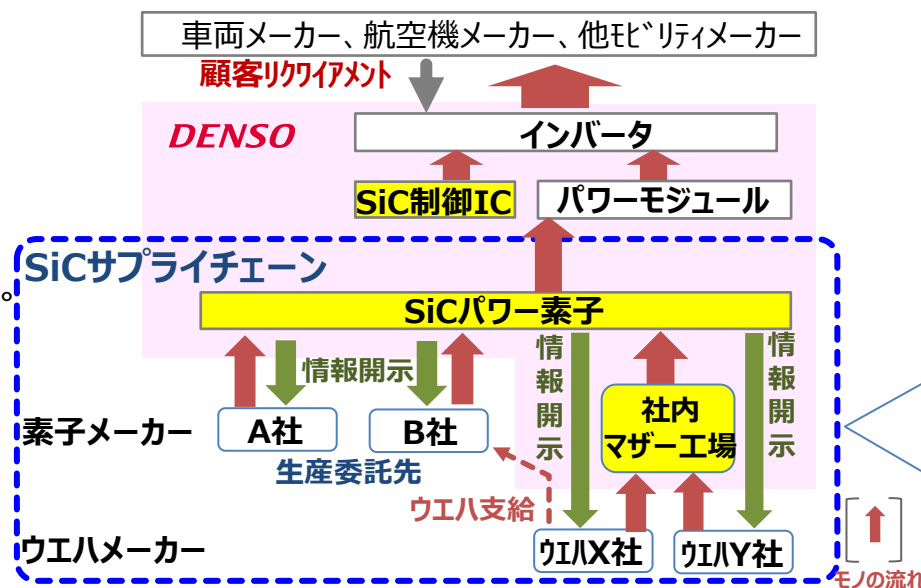 車両メーカー、航空機メーカー、他ﾓﾋﾞﾘﾃｨメーカー
顧客ﾘｸﾜｲｱﾒﾝﾄ
DENSO
インバータ
SiC制御IC
パワーモジュール
SiCサプライチェーン
。
SiCパワー素子
情報開示
情報開示
情報開示
素子メーカー
A社
B社
社内
マザー工場
生産委託先
ウエハ支給
ウエハメーカー
ｳｴﾊX社
ｳｴﾊY社
モノの流れ